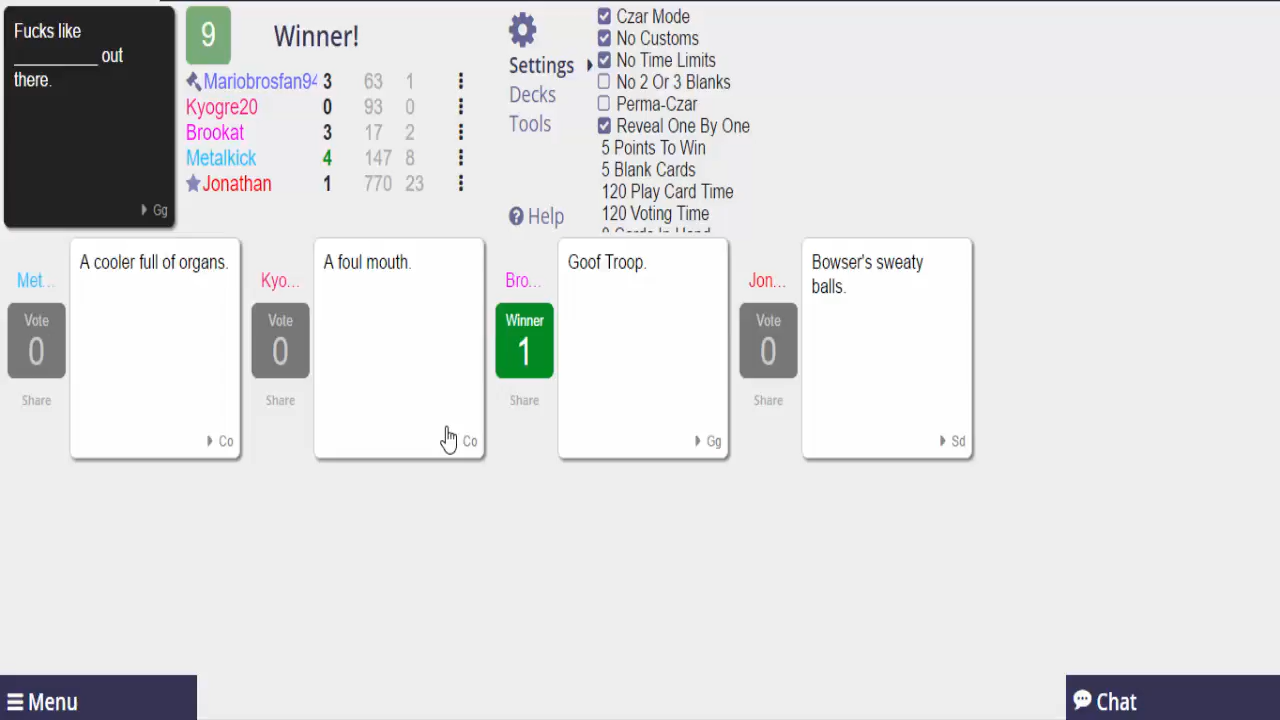 Fucks like
__________ out
there.
Gg
9
Winner!
Mariobrosfan94 3 63 1
Kyogre20 0 93 0
Brookat 3 17 2
Metalkick 4 147 8
Jonathan 1 770 23
Settings
Decks
Tools
Help
Czar Mode
No Customs
No Time Limits
No 2 Or 3 Blanks
Perma-Czar
Reveal One By One
5 Points To Win
5 Blank Cards
120 Play Card Time
120 Voting Time
Met...
Vote
0
Share
A cooler full of organs.
Co
Kyo...
Vote
0
Share
A foul mouth.
Co
Bro...
Winner
1
Share
Goof Troop.
Gg
Jon...
Vote
0
Share
Bowser's sweaty
balls.
Sd
Menu
Chat